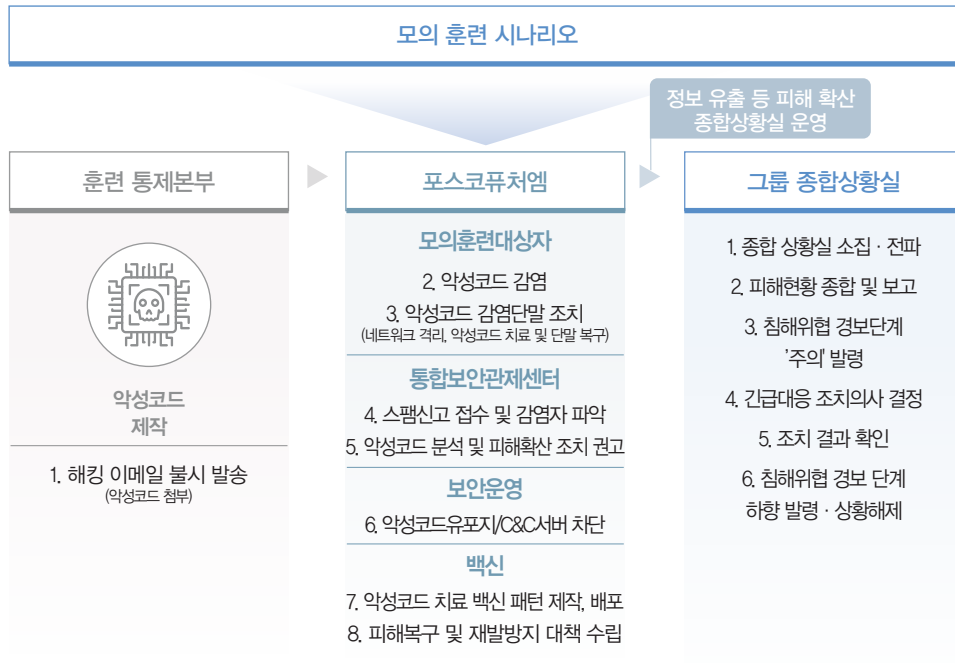 모의 훈련 시나리오
정보 유출 등 피해 확산
종합상황실 운영
훈련 통제본부
악성코드
제작
1. 해킹 이메일 불시 발송
(악성코드 첨부)
포스코퓨처엠
모의훈련대상자
2. 악성코드 감염
3. 악성코드 감염단말 조치
(네트워크 격리, 악성코드 치료 및 단말 복구)
통합보안관제센터
4. 스팸신고 접수 및 감염자 파악
5. 악성코드 분석 및 피해확산 조치 권고
보안운영
6. 악성코드유포지/C&C서버 차단
백신
7. 악성코드 치료 백신 패턴 제작, 배포
8. 피해복구 및 재발방지 대책 수립
그룹 종합상황실
1. 종합 상황실 소집 · 전파
2. 피해현황 종합 및 보고
3. 침해위협 경보단계
'주의' 발령
4. 긴급대응 조치의사 결정
5. 조치 결과 확인
6. 침해위협 경보 단계
하향 발령 · 상황해제